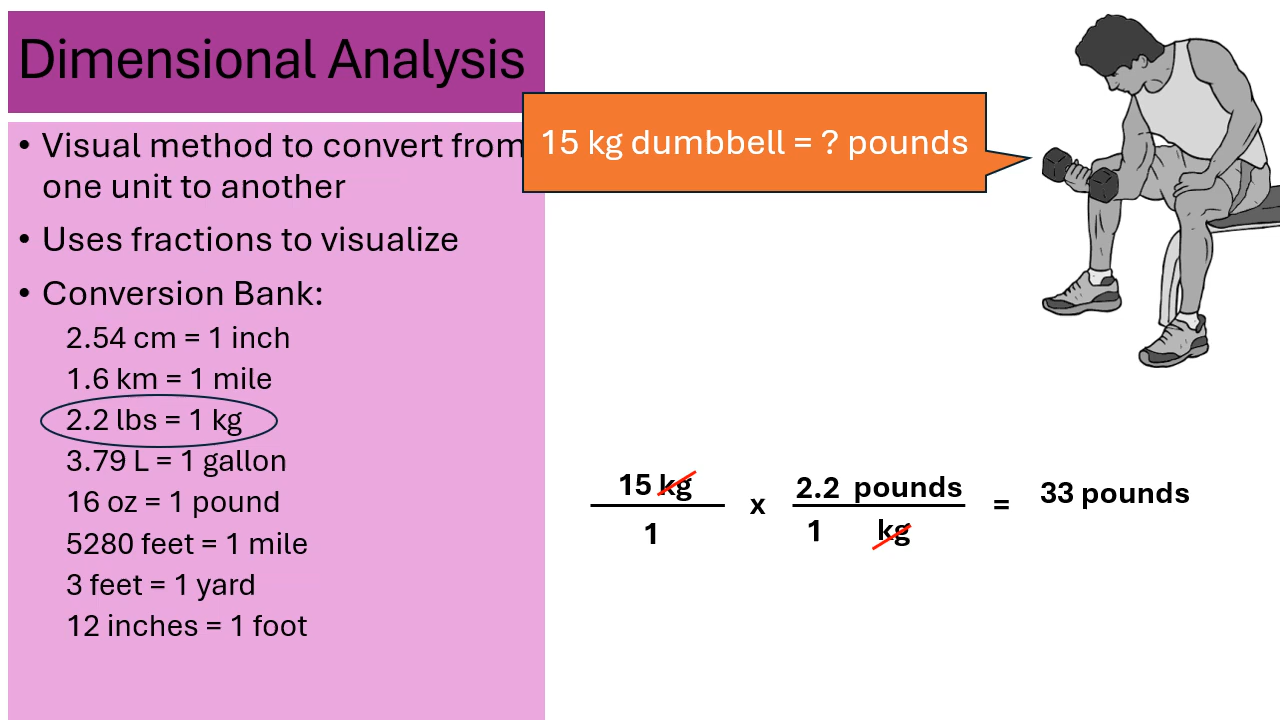 Dimensional Analysis
• Visual method to convert from
one unit to another
• Uses fractions to visualize
• Conversion Bank:
2.54 cm = 1 inch
1.6 km = 1 mile
2.2 lbs = 1 kg
3.79 L = 1 gallon
16 oz = 1 pound
5280 feet = 1 mile
3 feet = 1 yard
12 inches = 1 foot
15 kg dumbbell = ? pounds
15 kg
1
x
2.2 pounds
1 kg
=
33 pounds